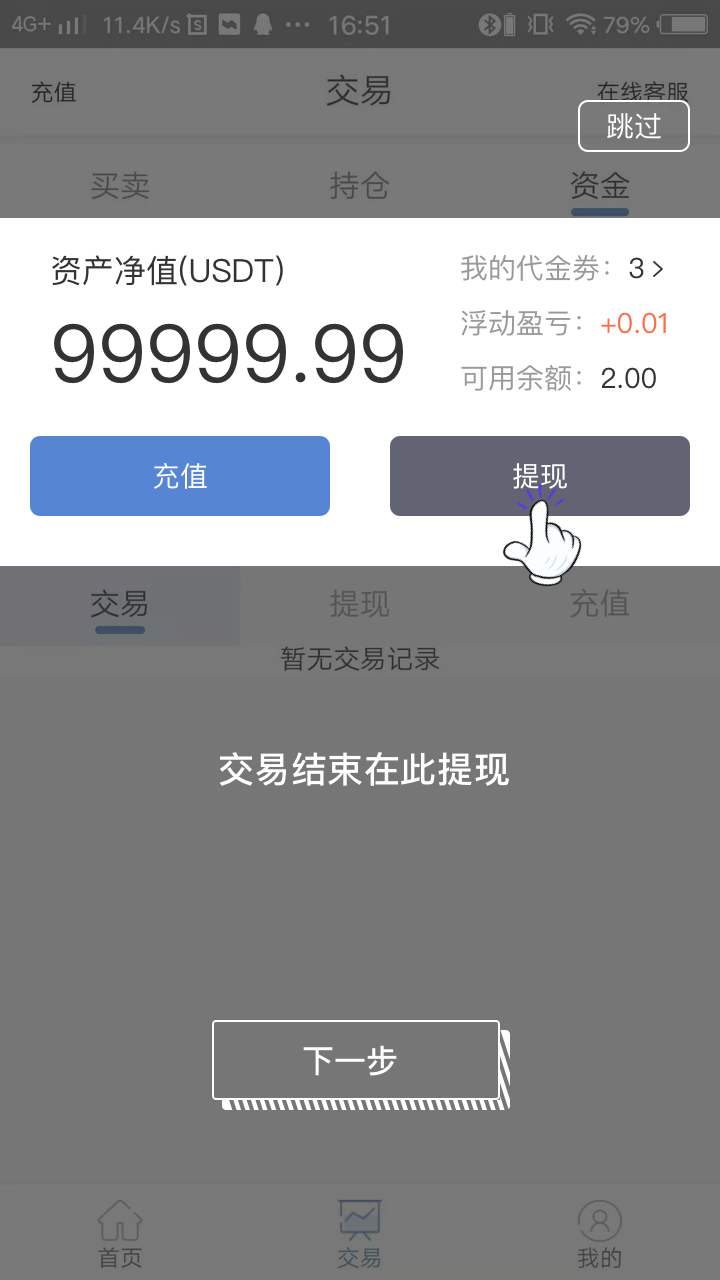 4G+ 11.4K/s 16:51 79%
充值 交易 在线客服
跳过
买卖 持仓 资金
资产净值(USDT)
99999.99
我的代金劵：3
浮动盈亏：+0.01
可用余额：2.00
充值 提现
交易 提现 充值
暂无交易记录
交易结束在此提现
下一步
首页 交易 我的